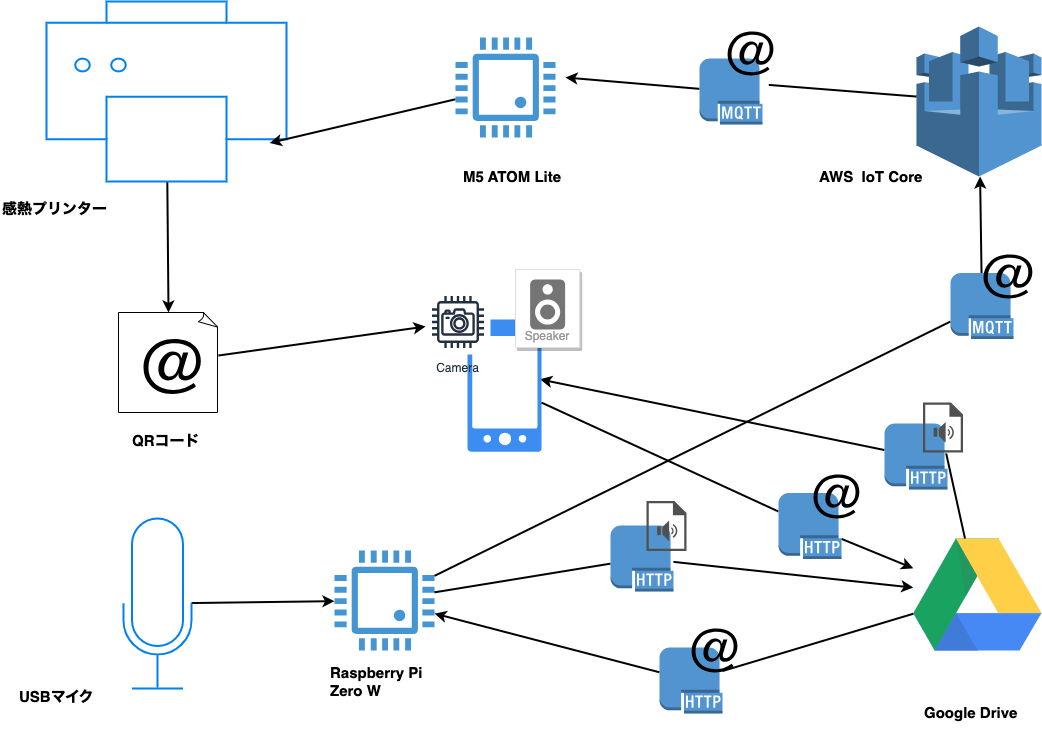 @
MQTT
M5 ATOM Lite
AWS IoT Core
感熱プリンター
@
MQTT
Speaker
Camera
@
QRコード
HTTP
@
HTTP
HTTP
@
HTTP
Raspberry Pi
Zero W
USBマイク
Google Drive